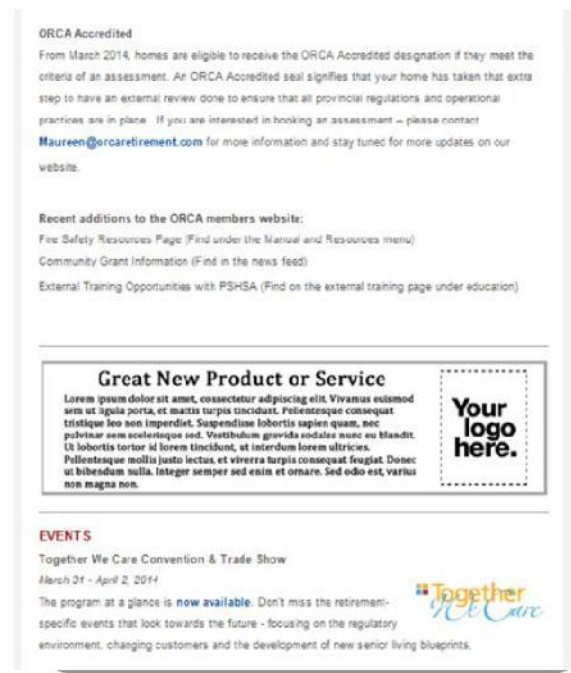 ORCA Accredited
From March 2014, homes are eligible to receive the ORCA Accredited designation if they meet the
criteria of an assessment. An ORCA Accredited seal signifies that your home has taken that extra
step to have an external review done to ensure that all provincial regulations and operational
practices are in place. If you are interested in booking an assessment – please contact
Maureen@orcaretirement.com for more information and stay tuned for more updates on our
website.
Recent additions to the ORCA members website:
Fire Safety Resources Page (Find under the Manual and Resources menu)
Community Grant Information (Find in the news feed)
External Training Opportunities with PSHSA (Find on the external training page under education)
Great New Product or Service
Lorem ipsum dolor sit amet, consectetur adipiscing elit. Vivamus euismod
sem ut ligula porta, et mattis turpis tincidunt. Pellentesque consequat
tristique leo non imperdiet. Suspendisse lobortis sapien quam, nec
pulvinar sem scelerisque sed. Vestibulum gravida sodales nunc eu blandit.
Ut lobortis tortor id lorem tincidunt, ut interdum lorem ultricies.
Pellentesque mollis justo lectus, et viverra turpis consequat feugiat. Donec
ut bibendum nulla. Integer semper sed enim et ornare. Sed odio est, varius
non magna non.
Your
logo
here.
EVENTS
Together We Care Convention & Trade Show
March 31 - April 2, 2014
The program at a glance is now available. Don't miss the retirement-
specific events that look towards the future - focusing on the regulatory
environment, changing customers and the development of new senior living blueprints.
Together
We Care